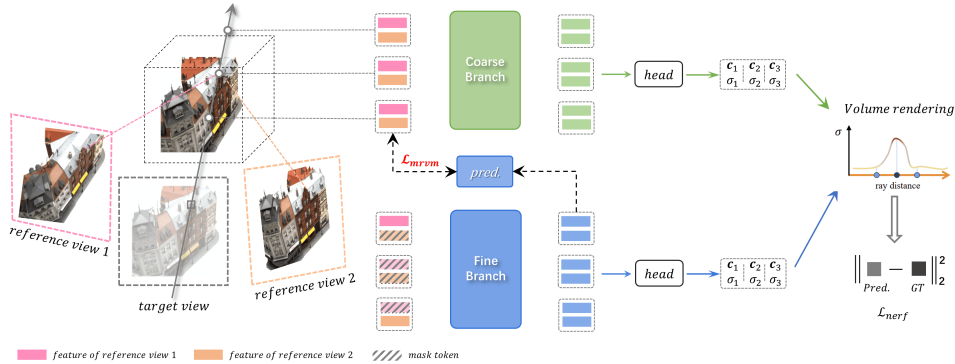 Coarse
Branch
head
c₁ c₂ c₃
σ₁ σ₂ σ₃
Volume rendering
σ
ray distance
ℒmrvm
pred.
reference view 1
reference view 2
target view
Fine
Branch
head
c₁ c₂ c₃
σ₁ σ₂ σ₃
‖ − ‖²₂
Pred. GT
ℒnerf
feature of reference view 1
feature of reference view 2
mask token